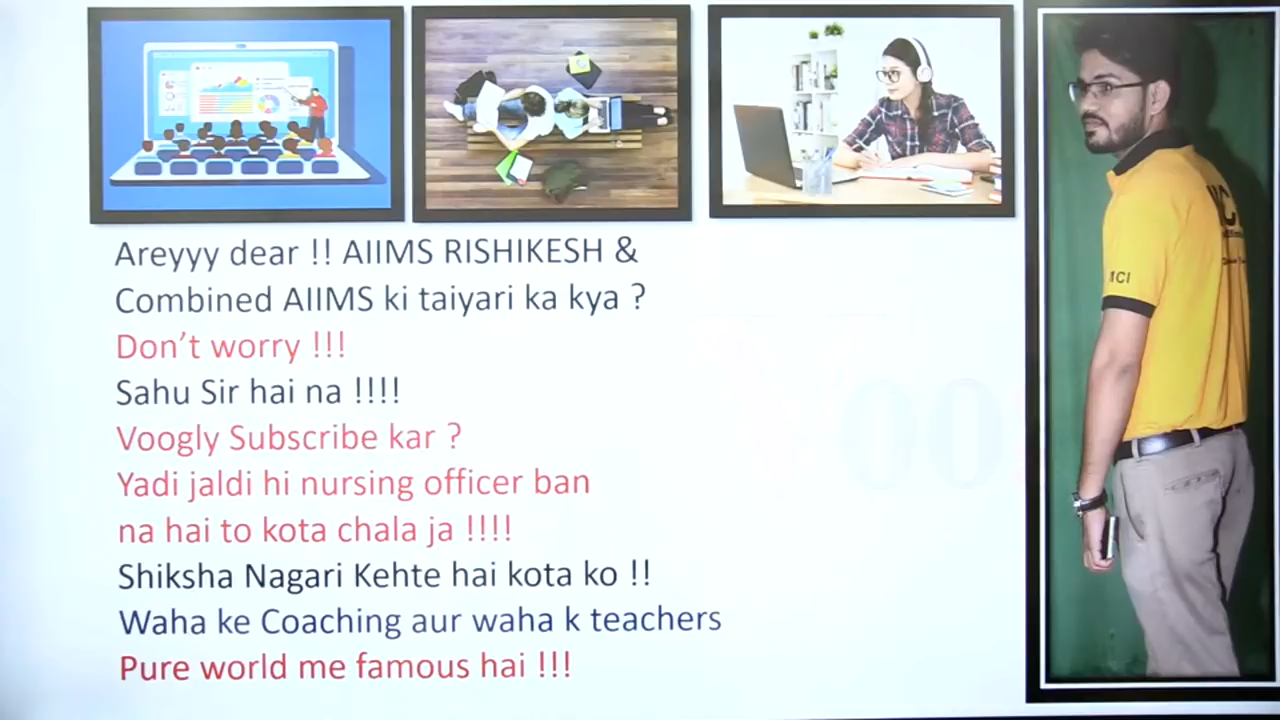 Areyyy dear !! AIIMS RISHIKESH &
Combined AIIMS ki taiyari ka kya ?
Don’t worry !!!
Sahu Sir hai na !!!!
Voogly Subscribe kar ?
Yadi jaldi hi nursing officer ban
na hai to kota chala ja !!!!
Shiksha Nagari Kehte hai kota ko !!
Waha ke Coaching aur waha k teachers
Pure world me famous hai !!!
NCI